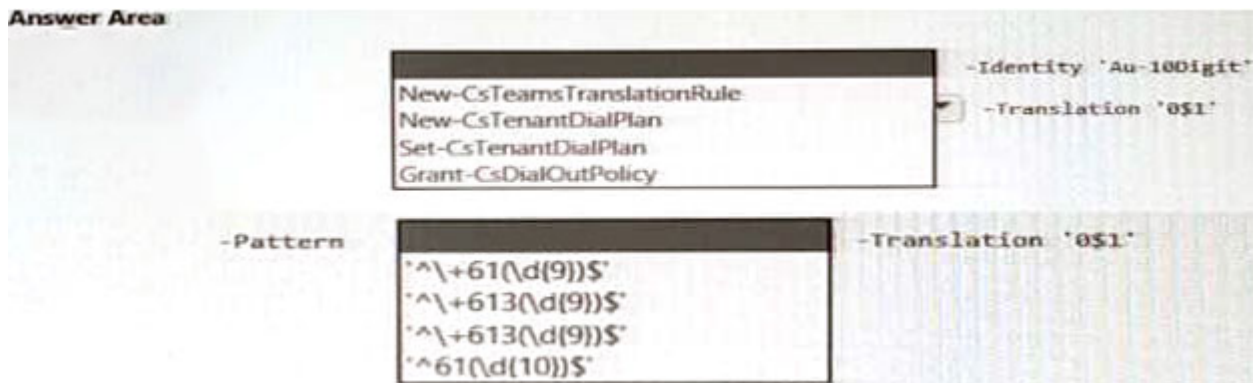 Answer Area
-Identity 'Au-10Digit'
New-CsTeamsTranslationRule
New-CsTenantDialPlan
-Translation '0$1'
Set-CsTenantDialPlan
Grant-CsDialOutPolicy
-Pattern
-Translation '0$1'
'^\+61(\d{9})$'
'^\+613(\d{9})$'
'^\+613(\d{9})$'
'^61(\d{10})$'